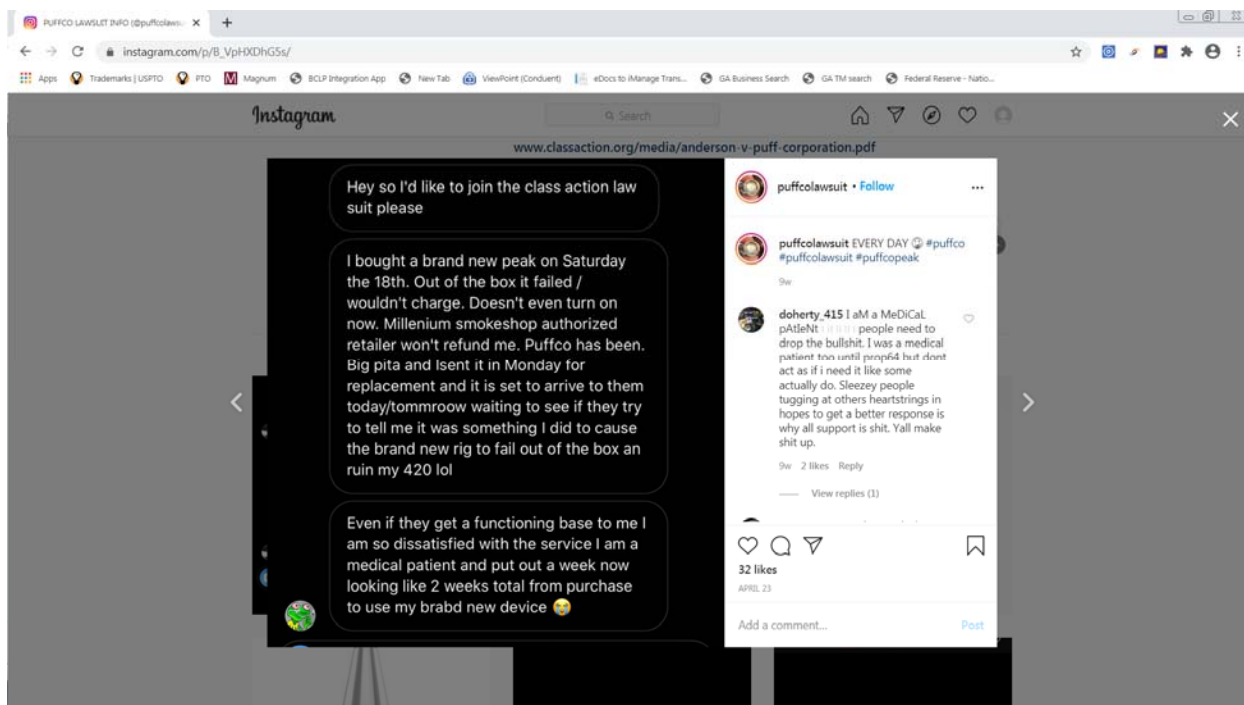 PUFFCO LAWSUIT INFO (@puffcolawsu
instagram.com/p/B_VpHXDhG5s/
Apps Trademarks | USPTO PTO Magnum BCLP Integration App New Tab ViewPoint (Conduent) eDocs to iManage Trans... GA Business Search GA TM search Federal Reserve - Natio...
Instagram
Search
www.classaction.org/media/anderson-v-puff-corporation.pdf
Hey so I'd like to join the class action law
suit please
I bought a brand new peak on Saturday
the 18th. Out of the box it failed /
wouldn't charge. Doesn't even turn on
now. Millenium smokeshop authorized
retailer won't refund me. Puffco has been.
Big pita and Isent it in Monday for
replacement and it is set to arrive to them
today/tommroow waiting to see if they try
to tell me it was something I did to cause
the brand new rig to fail out of the box an
ruin my 420 lol
Even if they get a functioning base to me I
am so dissatisfied with the service I am a
medical patient and put out a week now
looking like 2 weeks total from purchase
to use my brabd new device 😭
puffcolawsuit • Follow
puffcolawsuit EVERY DAY #puffco
#puffcolawsuit #puffcopeak
9w
doherty_415 I aM a MeDiCaL
pAtIeNt people need to
drop the bullshit. I was a medical
patient too until prop64 but dont
act as if i need it like some
actually do. Sleezey people
tugging at others heartstrings in
hopes to get a better response is
why all support is shit. Yall make
shit up.
9w 2 likes Reply
View replies (1)
32 likes
APRIL 23
Add a comment...
Post